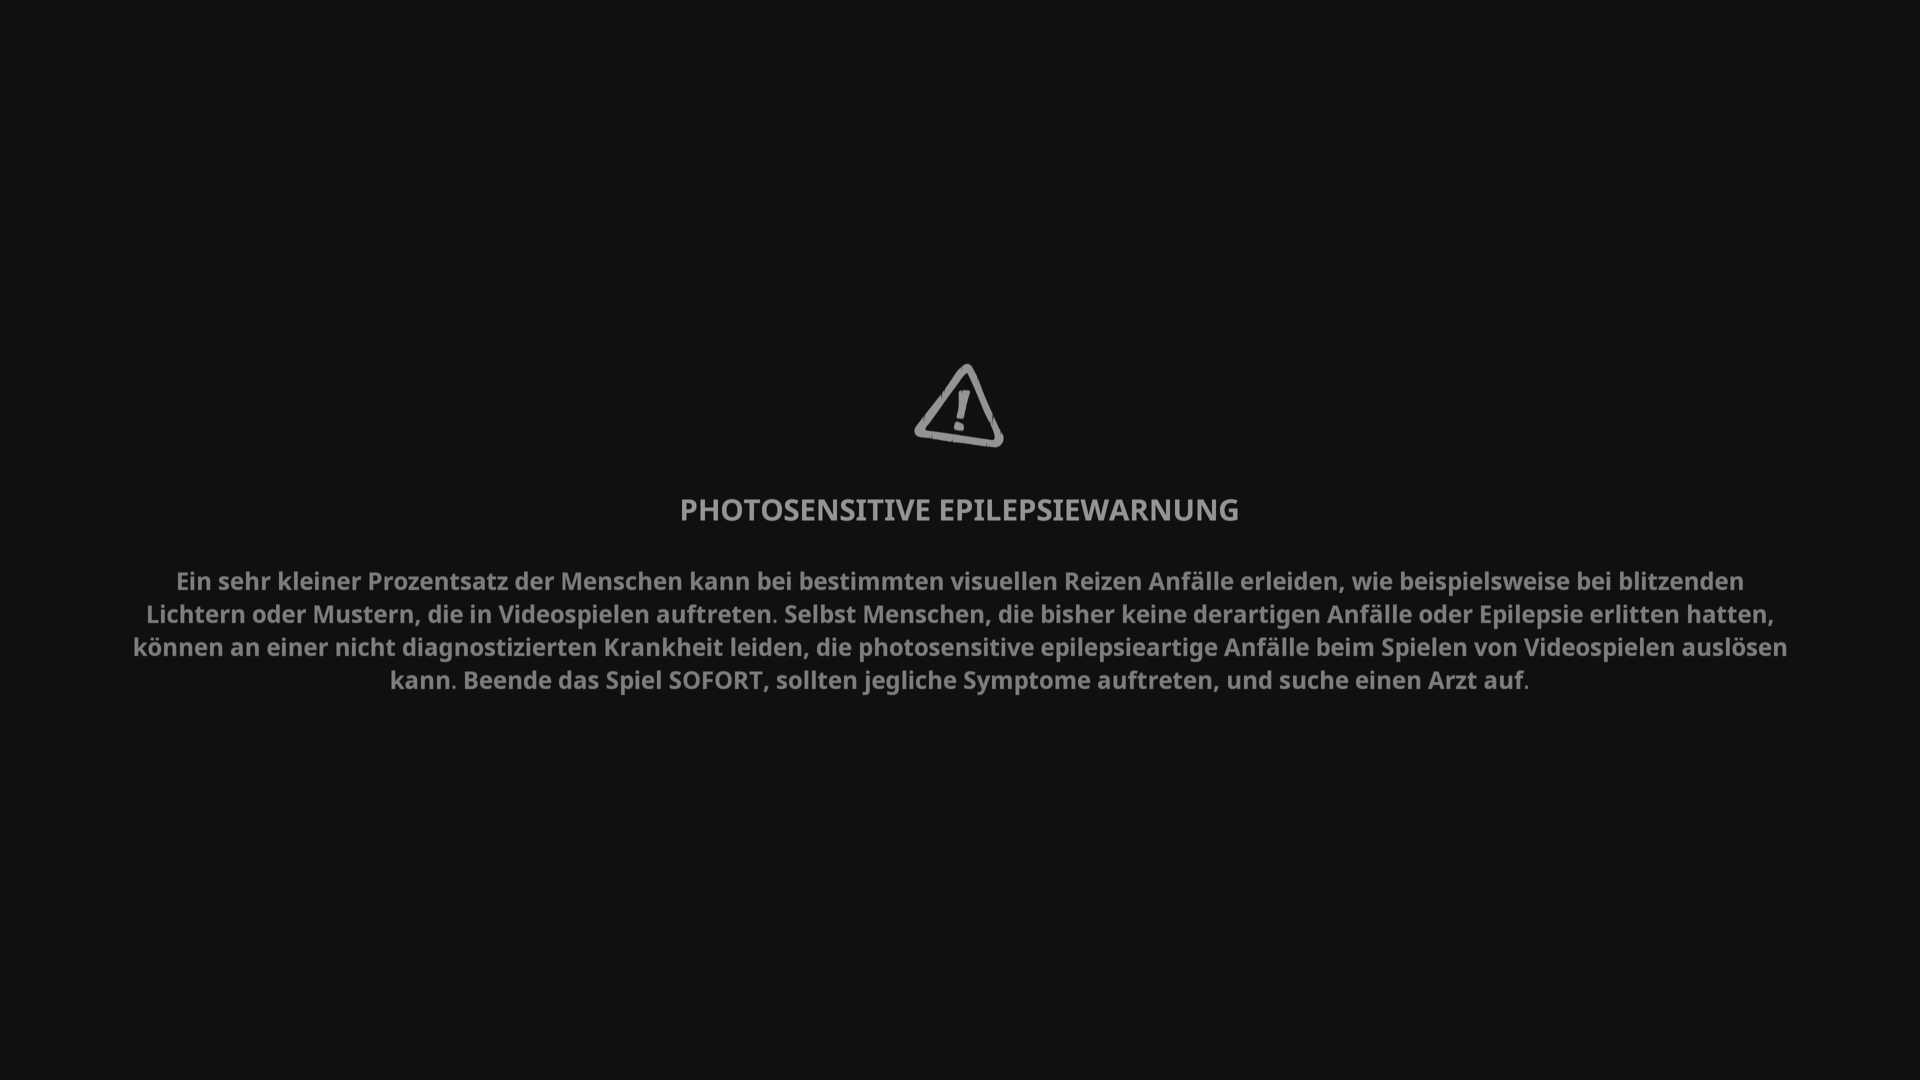 PHOTOSENSITIVE EPILEPSIEWARNUNG
Ein sehr kleiner Prozentsatz der Menschen kann bei bestimmten visuellen Reizen Anfälle erleiden, wie beispielsweise bei blitzenden
Lichtern oder Mustern, die in Videospielen auftreten. Selbst Menschen, die bisher keine derartigen Anfälle oder Epilepsie erlitten hatten,
können an einer nicht diagnostizierten Krankheit leiden, die photosensitive epilepsieartige Anfälle beim Spielen von Videospielen auslösen
kann. Beende das Spiel SOFORT, sollten jegliche Symptome auftreten, und suche einen Arzt auf.